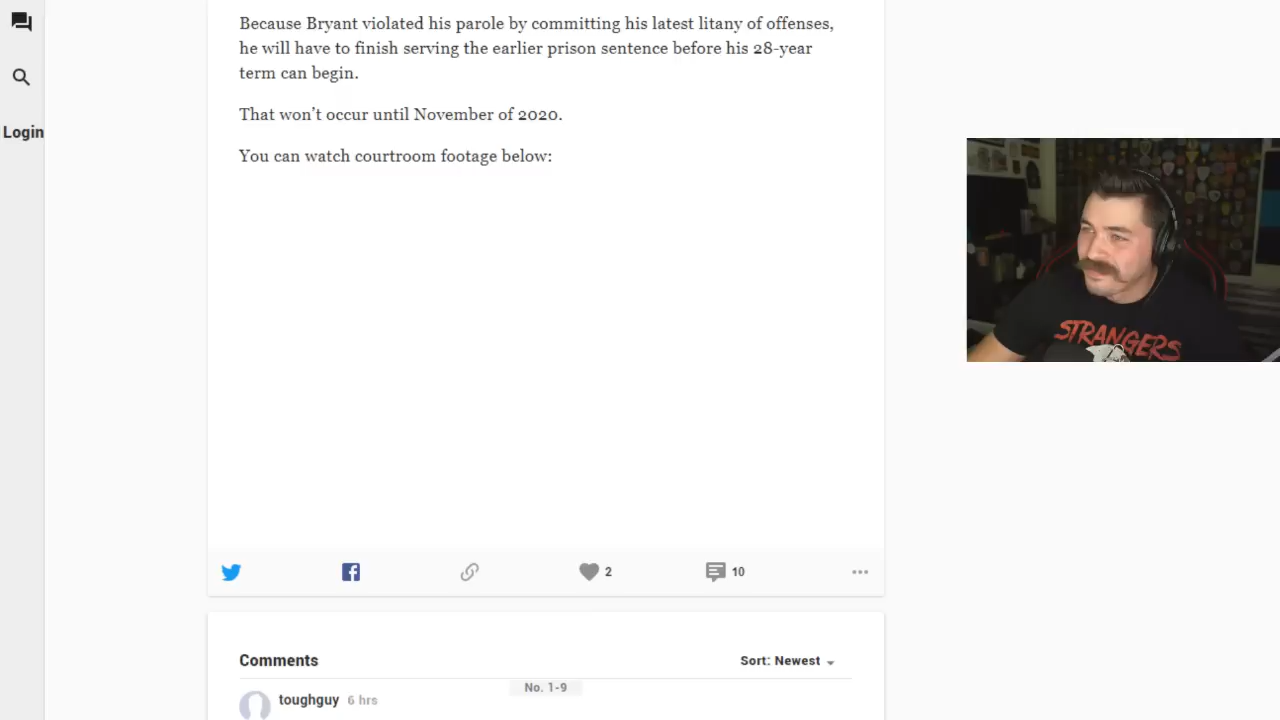 Because Bryant violated his parole by committing his latest litany of offenses,
he will have to finish serving the earlier prison sentence before his 28-year
term can begin.
Login
That won’t occur until November of 2020.
You can watch courtroom footage below:
STRANGERS
2
10
Comments
Sort: Newest
No. 1-9
toughguy 6 hrs